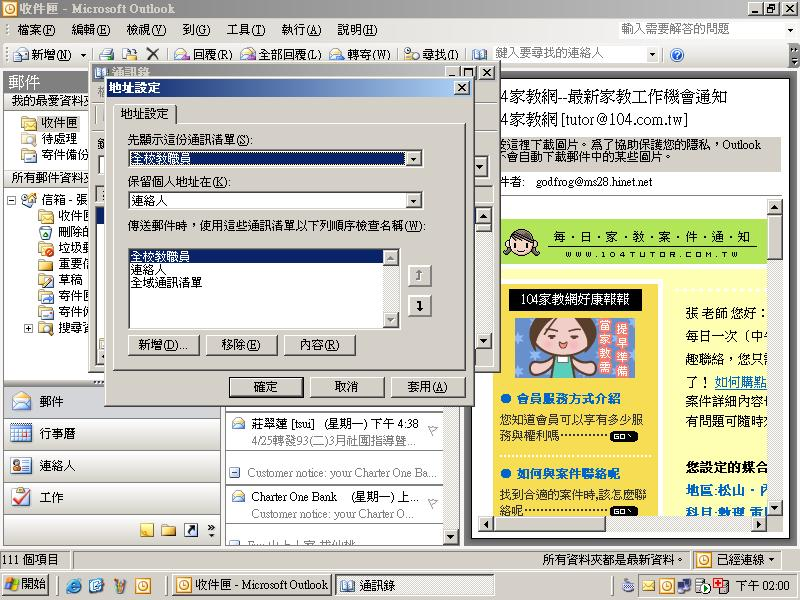 收件匣 - Microsoft Outlook
檔案(F) 編輯(E) 檢視(V) 到(G) 工具(T) 執行(A) 說明(H) 輸入需要解答的問題
新增(N) 回覆(R) 全部回覆(L) 轉寄(W) 尋找(I) 鍵入要尋找的連絡人
郵件
我的最愛資料夾
收件匣
待處理
寄件備份
所有郵件資料夾
信箱 - 張
收件匣
刪除的
垃圾郵
重要信
草稿
寄件匣
寄件備
搜尋資
郵件
行事曆
連絡人
工作
通訊錄
地址設定
地址設定
先顯示這份通訊清單(S):
全校教職員
保留個人地址在(K):
連絡人
傳送郵件時，使用這些通訊清單以下列順序檢查名稱(W):
全校教職員
連絡人
全域通訊清單
新增(D)... 移除(E) 內容(R)
確定 取消 套用(A)
莊翠蓮 [tsui] (星期一) 下午 4:38
4/25轉發93(二)3月社團指導鐘...
Customer notice: your Charter One Ba...
Charter One Bank (星期一) 上...
Customer notice: your Charter O...
04家教網--最新家教工作機會通知
04家教網 [tutor@104.com.tw]
這裡下載圖片。為了協助保護您的隱私，Outlook
會自動下載郵件中的某些圖片。
件者: godfrog@ms28.hinet.net
每・日・家・教・案・件・通・知
WWW.104TUTOR.COM.TW
104家教網好康報報
提早準備
當家教需
會員服務方式介紹
您知道會員可以享有多少服
務與權利嗎⋯⋯⋯⋯GO
如何與案件聯絡呢
找到合適的案件時,該怎麼聯
絡呢⋯⋯⋯⋯GO
張 老師 您好：
每日一次〔中午
趣聯絡，您只
了！如何購點
案件詳細內容
有問題可隨時
您設定的媒合
地區:松山、內
科目:數理
111 個項目 所有資料夾都是最新資料。 已經連線
開始 收件匣 - Microsoft Outlook 通訊錄 下午 02:00